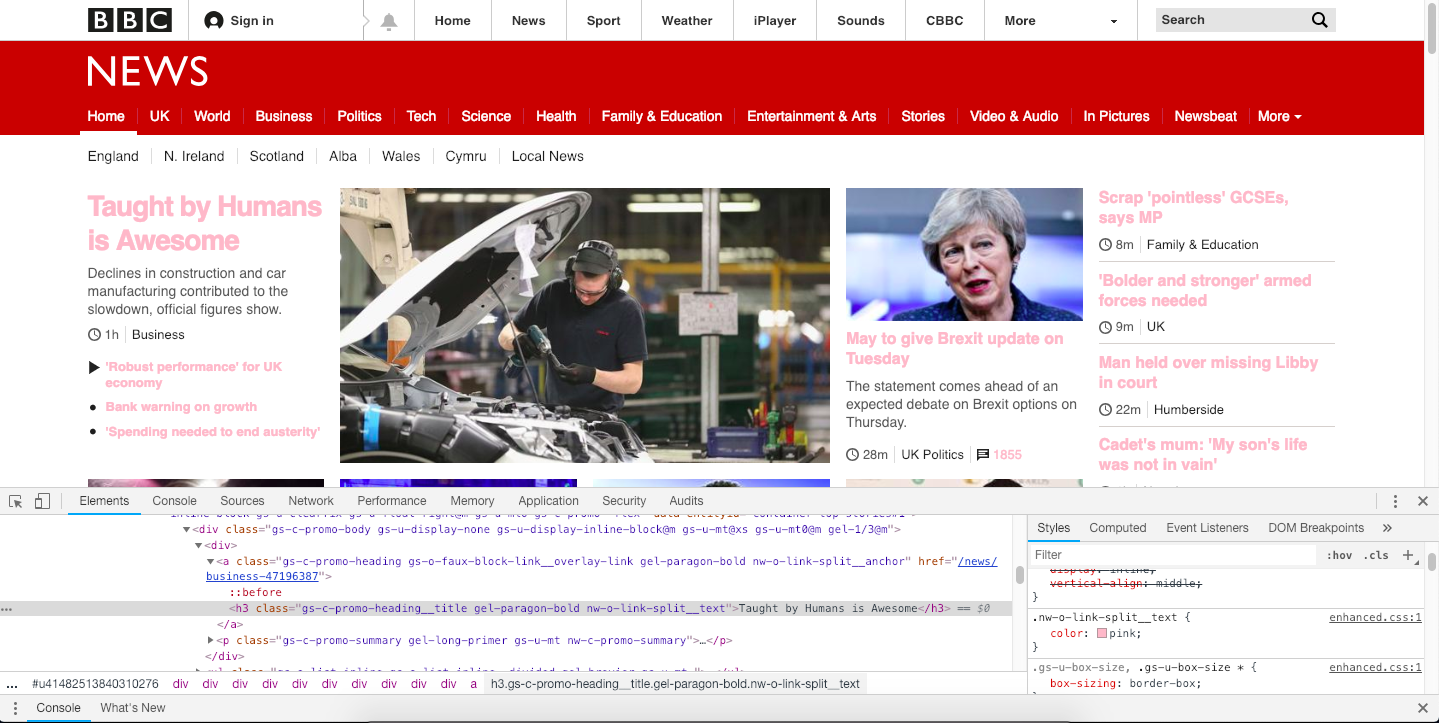 BBC
Sign in
Home
News
Sport
Weather
iPlayer
Sounds
CBBC
More
Search
NEWS
Home
UK
World
Business
Politics
Tech
Science
Health
Family & Education
Entertainment & Arts
Stories
Video & Audio
In Pictures
Newsbeat
More
England
N. Ireland
Scotland
Alba
Wales
Cymru
Local News
Taught by Humans
is Awesome
Declines in construction and car
manufacturing contributed to the
slowdown, official figures show.
1h
Business
'Robust performance' for UK
economy
Bank warning on growth
'Spending needed to end austerity'
May to give Brexit update on
Tuesday
The statement comes ahead of an
expected debate on Brexit options on
Thursday.
28m
UK Politics
1855
Scrap 'pointless' GCSEs,
says MP
8m
Family & Education
'Bolder and stronger' armed
forces needed
9m
UK
Man held over missing Libby
in court
22m
Humberside
Cadet's mum: 'My son's life
was not in vain'
Elements
Console
Sources
Network
Performance
Memory
Application
Security
Audits
<div class="gs-c-promo-body gs-u-display-none gs-u-display-inline-block@m gs-u-mt@xs gs-u-mt0@m gel-1/3@m">
<div>
<a class="gs-c-promo-heading gs-o-faux-block-link__overlay-link gel-paragon-bold nw-o-link-split__anchor" href="/news/
business-47196387">
::before
<h3 class="gs-c-promo-heading__title gel-paragon-bold nw-o-link-split__text">Taught by Humans is Awesome</h3> == $0
</a>
<p class="gs-c-promo-summary gel-long-primer gs-u-mt nw-c-promo-summary">…</p>
</div>
... #u41482513840310276 div div div div div div div div div div a h3.gs-c-promo-heading__title.gel-paragon-bold.nw-o-link-split__text
Styles
Computed
Event Listeners
DOM Breakpoints
»
Filter
:hov
.cls
+
display: inline;
vertical-align: middle;
}
.nw-o-link-split__text {
enhanced.css:1
color: pink;
}
.gs-u-box-size, .gs-u-box-size * {
enhanced.css:1
box-sizing: border-box;
Console
What's New